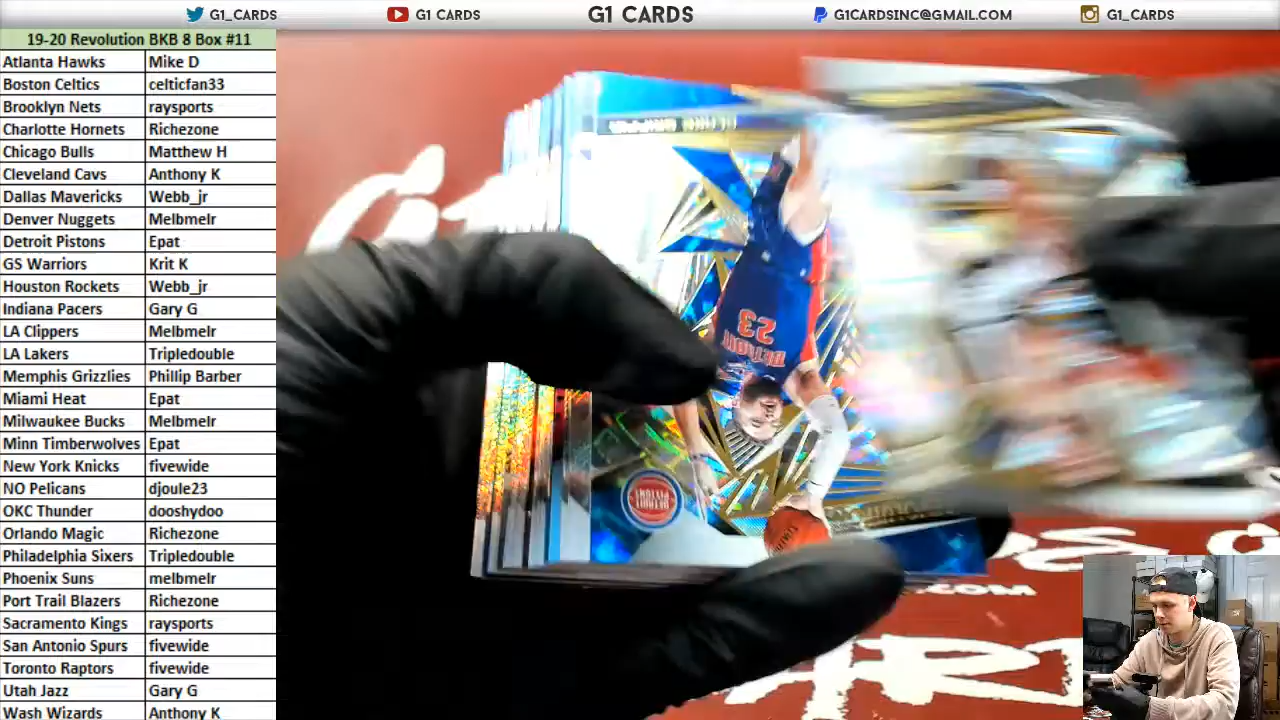 G1_CARDS
G1 CARDS
G1 CARDS
G1CARDSINC@GMAIL.COM
G1_CARDS
19-20 Revolution BKB 8 Box #11
Atlanta Hawks Mike D
Boston Celtics celticfan33
Brooklyn Nets raysports
Charlotte Hornets Richezone
Chicago Bulls Matthew H
Cleveland Cavs Anthony K
Dallas Mavericks Webb_jr
Denver Nuggets Melbmelr
Detroit Pistons Epat
GS Warriors Krit K
Houston Rockets Webb_jr
Indiana Pacers Gary G
LA Clippers Melbmelr
LA Lakers Tripledouble
Memphis Grizzlies Phillip Barber
Miami Heat Epat
Milwaukee Bucks Melbmelr
Minn Timberwolves Epat
New York Knicks fivewide
NO Pelicans djoule23
OKC Thunder dooshydoo
Orlando Magic Richezone
Philadelphia Sixers Tripledouble
Phoenix Suns melbmelr
Port Trail Blazers Richezone
Sacramento Kings raysports
San Antonio Spurs fivewide
Toronto Raptors fivewide
Utah Jazz Gary G
Wash Wizards Anthony K
DETROIT
23
DETROIT
PISTONS
.COM